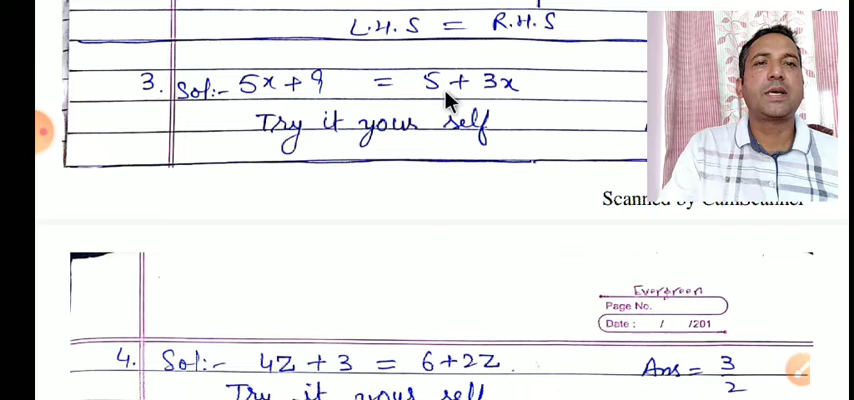 L.H.S = R.H.S
3. Sol:- 5x + 9 = 5 + 3x
Try it your self
Scanned by CamScanner
Evergreen
Page No.
Date : / /201
4. Sol:- 4Z + 3 = 6 + 2Z. Ans = 3/2
Try it your self